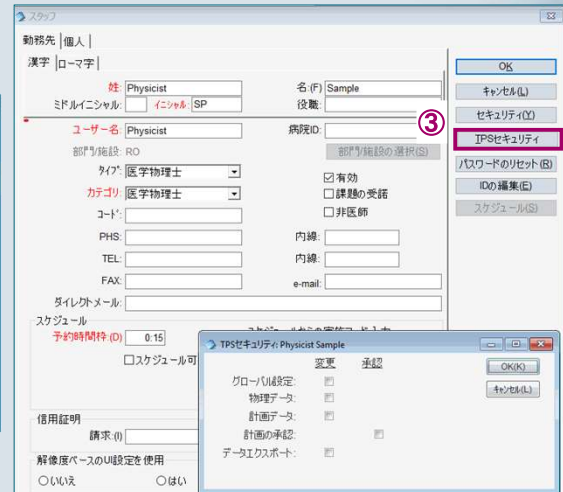 スタッフ
勤務先 個人
漢字 ローマ字
姓: Physicist 名:(F) Sample
ミドルイニシャル: イニシャル: SP 役職:
ユーザー名: Physicist 病院ID:
部門/施設: RO 部門/施設の選択(S)
タイプ: 医学物理士
カテゴリ: 医学物理士
コード:
有効
課題の受諾
非医師
PHS: 内線:
TEL: 内線:
FAX: e-mail:
ダイレクトメール:
スケジュール
予約時間枠:(D) 0:15
スケジュール可
信用証明
請求:(I)
解像度ベースのUI設定を使用
いいえ はい
OK
キャンセル(L)
セキュリティ(Y)
③
TPSセキュリティ
パスワードのリセット(R)
IDの編集(E)
スケジュール(S)
TPSセキュリティ: Physicist Sample
変更 承認
グローバル設定:
物理データ:
計画データ:
計画の承認:
データエクスポート:
OK(K)
キャンセル(L)